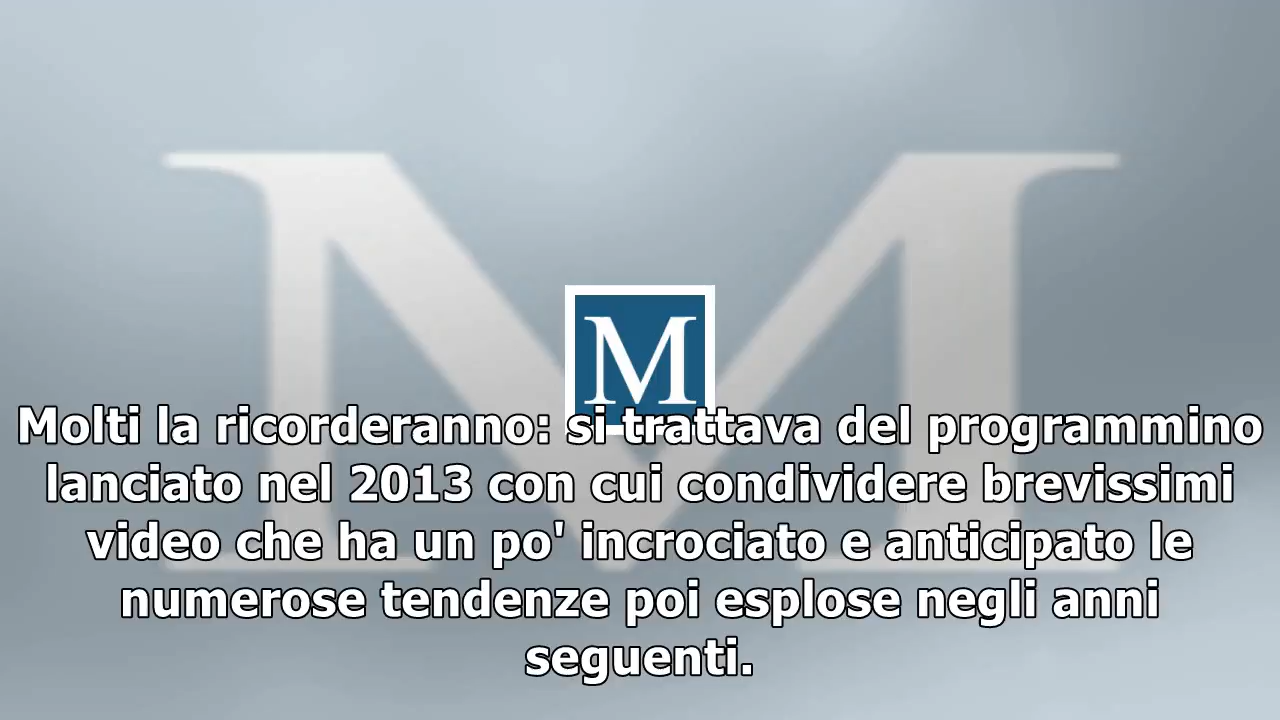 M
M
Molti la ricorderanno: si trattava del programmino
lanciato nel 2013 con cui condividere brevissimi
video che ha un po' incrociato e anticipato le
numerose tendenze poi esplose negli anni
seguenti.